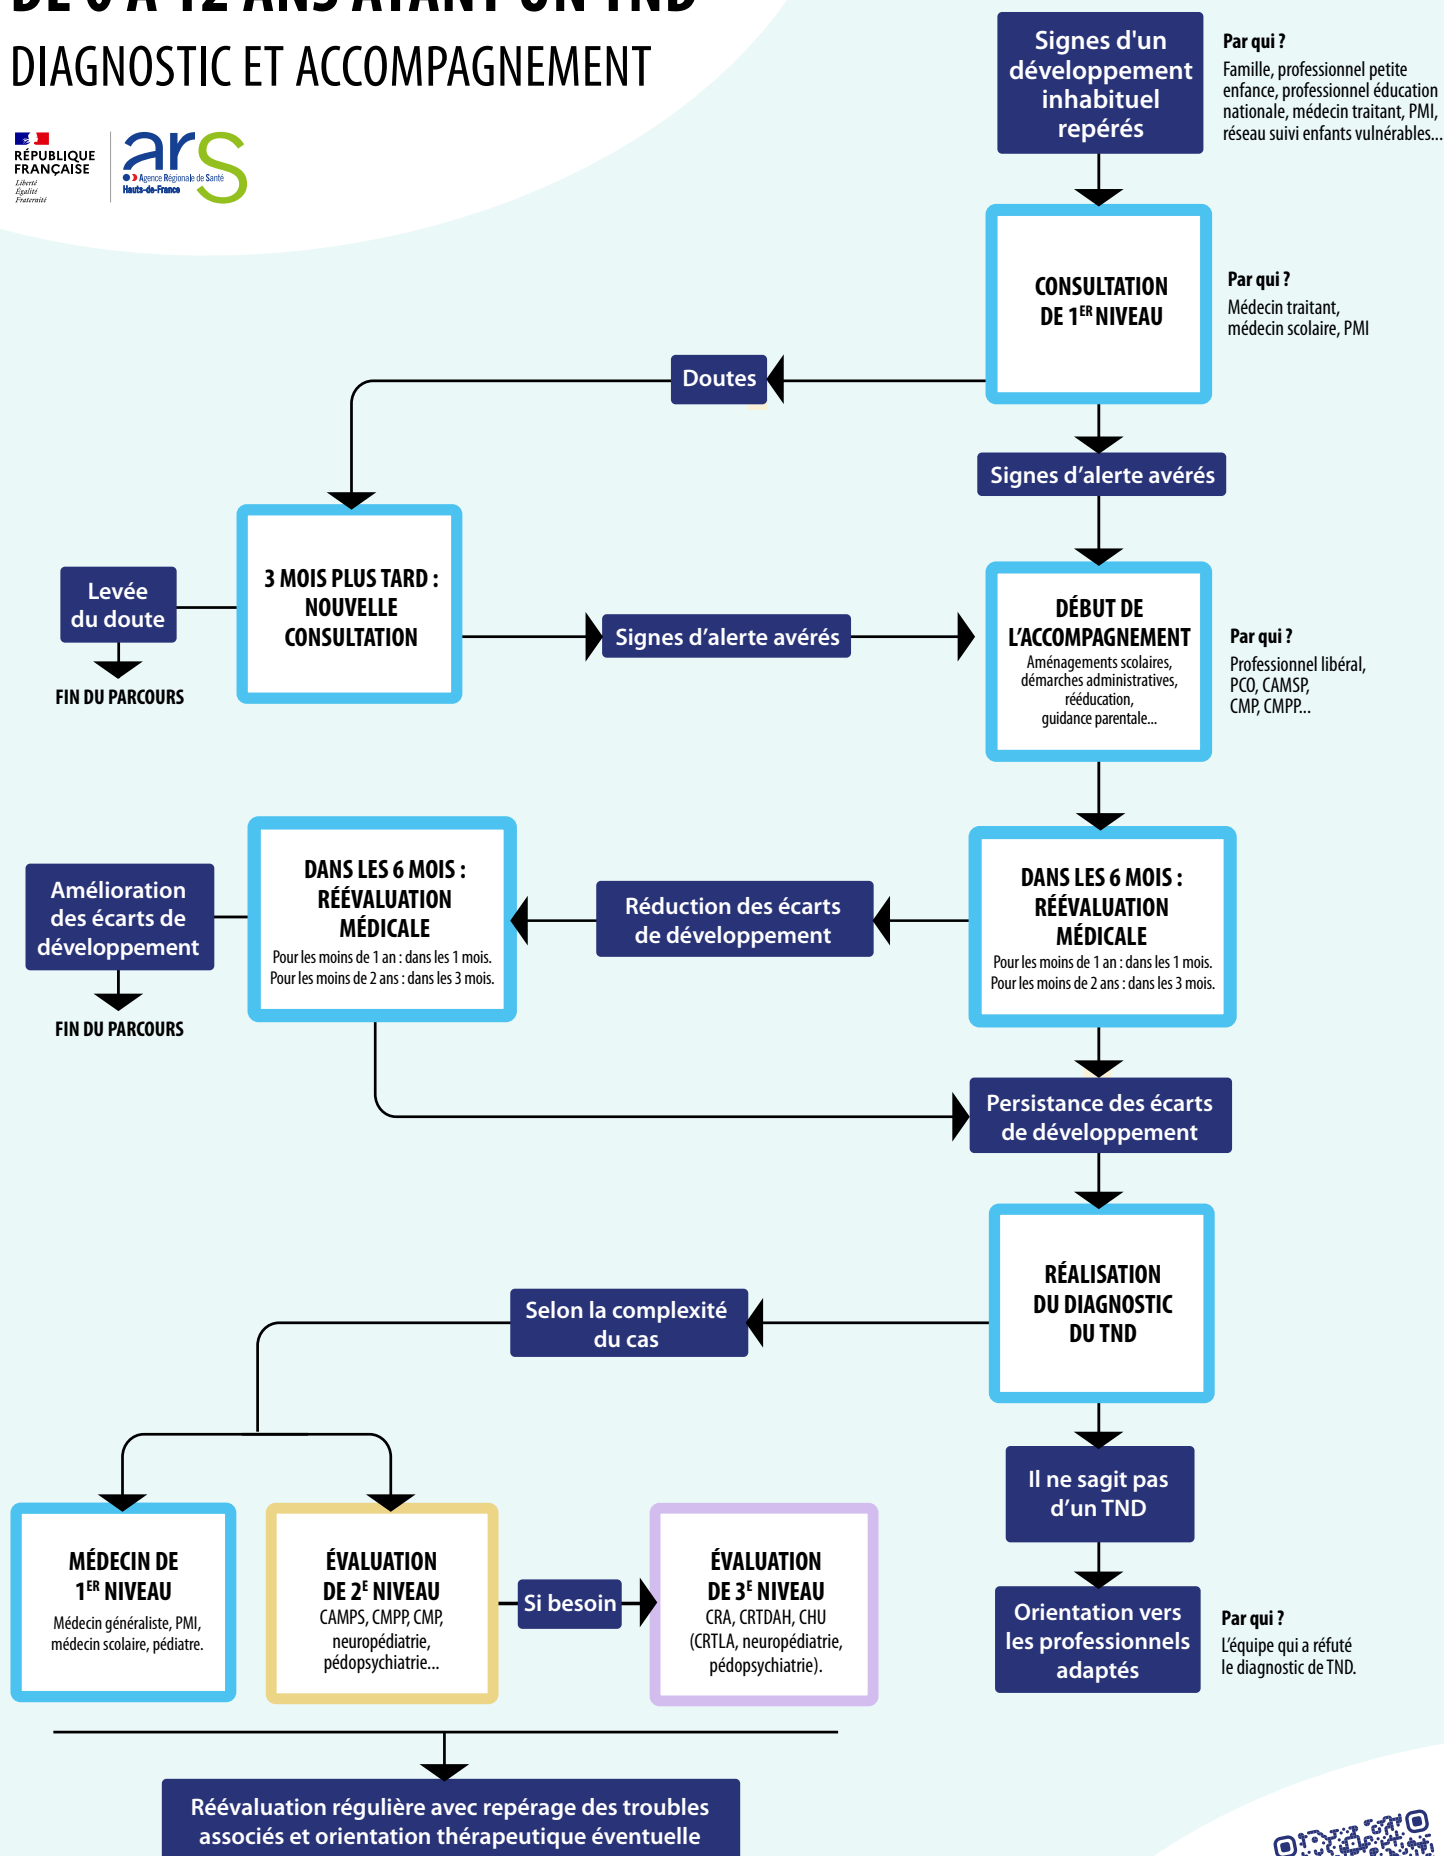 DE 0 À 12 ANS AYANT UN TND
DIAGNOSTIC ET ACCOMPAGNEMENT
RÉPUBLIQUE
FRANÇAISE
Liberté
Égalité
Fraternité
ars
Agence Régionale de Santé
Hauts-de-France
Signes d'un
développement
inhabituel
repérés
Par qui ?
Famille, professionnel petite
enfance, professionnel éducation
nationale, médecin traitant, PMI,
réseau suivi enfants vulnérables...
CONSULTATION
DE 1ER NIVEAU
Par qui ?
Médecin traitant,
médecin scolaire, PMI
Doutes
Signes d’alerte avérés
3 MOIS PLUS TARD :
NOUVELLE
CONSULTATION
Levée
du doute
FIN DU PARCOURS
Signes d’alerte avérés
DÉBUT DE
L’ACCOMPAGNEMENT
Aménagements scolaires,
démarches administratives,
rééducation,
guidance parentale...
Par qui ?
Professionnel libéral,
PCO, CAMSP,
CMP, CMPP...
DANS LES 6 MOIS :
RÉÉVALUATION
MÉDICALE
Pour les moins de 1 an : dans les 1 mois.
Pour les moins de 2 ans : dans les 3 mois.
Réduction des écarts
de développement
DANS LES 6 MOIS :
RÉÉVALUATION
MÉDICALE
Pour les moins de 1 an : dans les 1 mois.
Pour les moins de 2 ans : dans les 3 mois.
Amélioration
des écarts de
développement
FIN DU PARCOURS
Persistance des écarts
de développement
RÉALISATION
DU DIAGNOSTIC
DU TND
Selon la complexité
du cas
Il ne sagit pas
d’un TND
MÉDECIN DE
1ER NIVEAU
Médecin généraliste, PMI,
médecin scolaire, pédiatre.
ÉVALUATION
DE 2E NIVEAU
CAMPS, CMPP, CMP,
neuropédiatrie,
pédopsychiatrie...
Si besoin
ÉVALUATION
DE 3E NIVEAU
CRA, CRTDAH, CHU
(CRTLA, neuropédiatrie,
pédopsychiatrie).
Orientation vers
les professionnels
adaptés
Par qui ?
L’équipe qui a réfuté
le diagnostic de TND.
Réévaluation régulière avec repérage des troubles
associés et orientation thérapeutique éventuelle